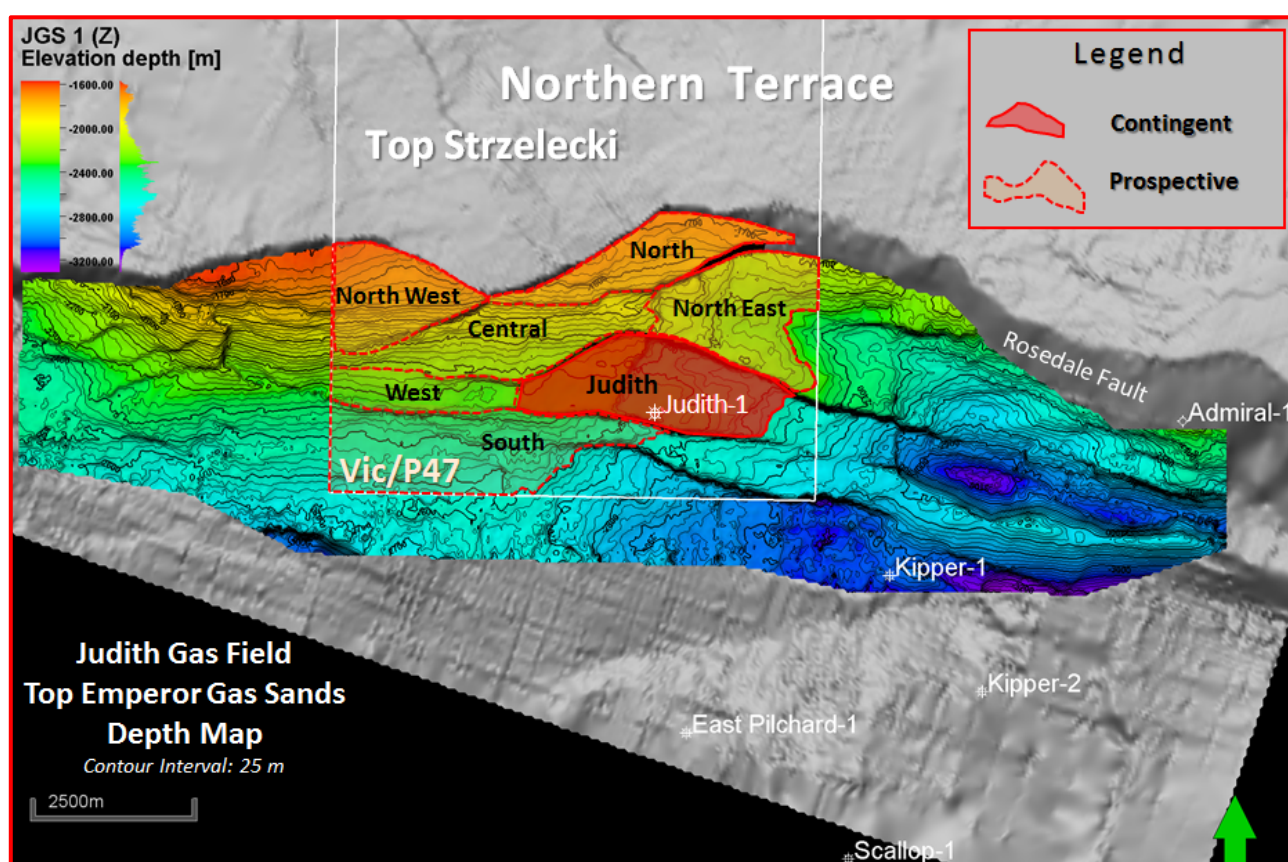 JGS 1 (Z)
Elevation depth [m]
-1600.00
-2000.00
-2400.00
-2800.00
-3200.00
Northern Terrace
Top Strzelecki
Legend
Contingent
Prospective
North
North West
North East
Central
Rosedale Fault
West
Judith
Judith-1
Admiral-1
South
Vic/P47
Kipper-1
Judith Gas Field
Top Emperor Gas Sands
Depth Map
Contour Interval: 25 m
Kipper-2
East Pilchard-1
2500m
Scallop-1